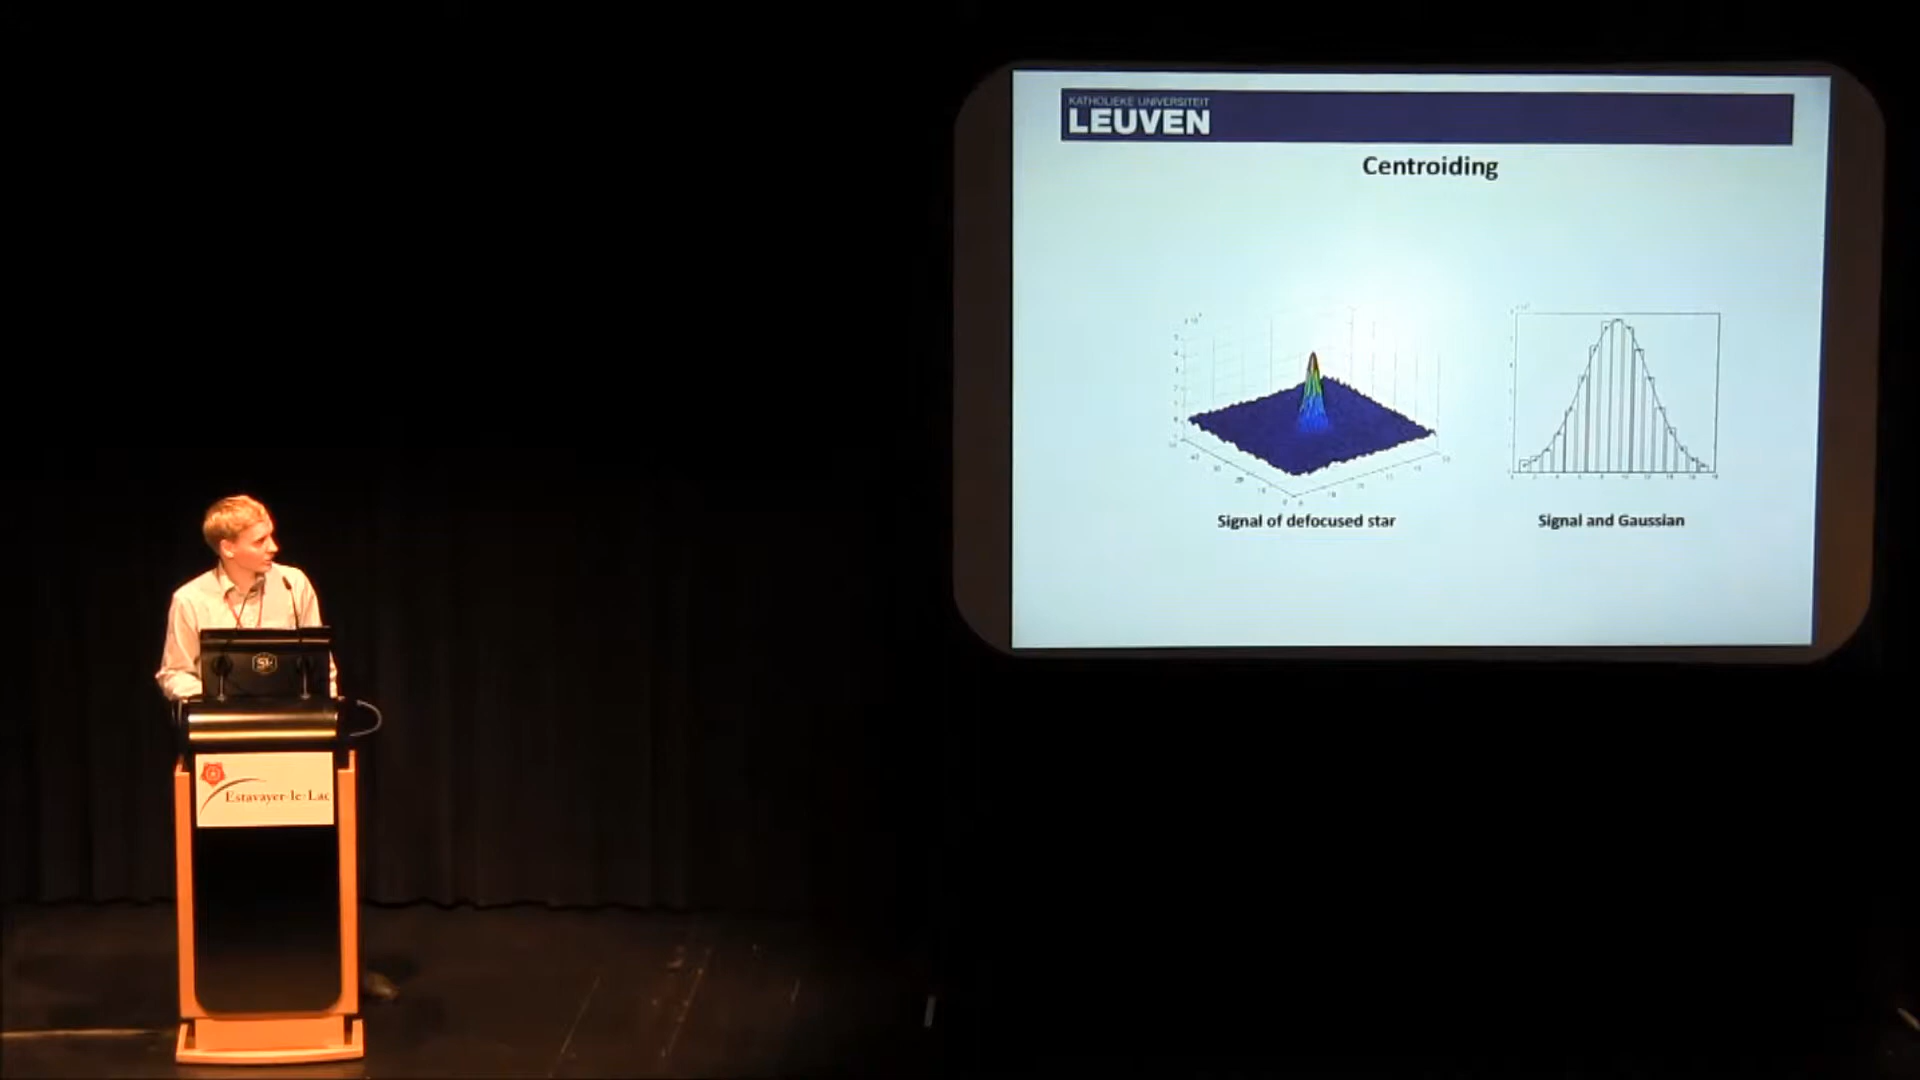 KATHOLIEKE UNIVERSITEIT
LEUVEN
Centroiding
Signal of defocused star
Signal and Gaussian
Estavayer-le-Lac